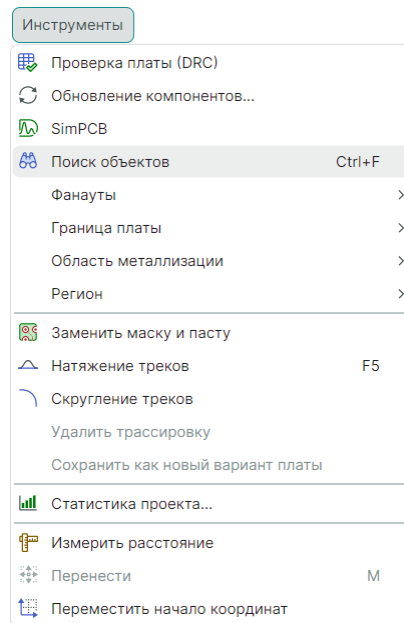 Инструменты
Проверка платы (DRC)
Обновление компонентов...
SimPCB
Поиск объектов Ctrl+F
Фанауты
Граница платы
Область металлизации
Регион
Заменить маску и пасту
Натяжение треков F5
Скругление треков
Удалить трассировку
Сохранить как новый вариант платы
Статистика проекта...
Измерить расстояние
Перенести M
Переместить начало координат